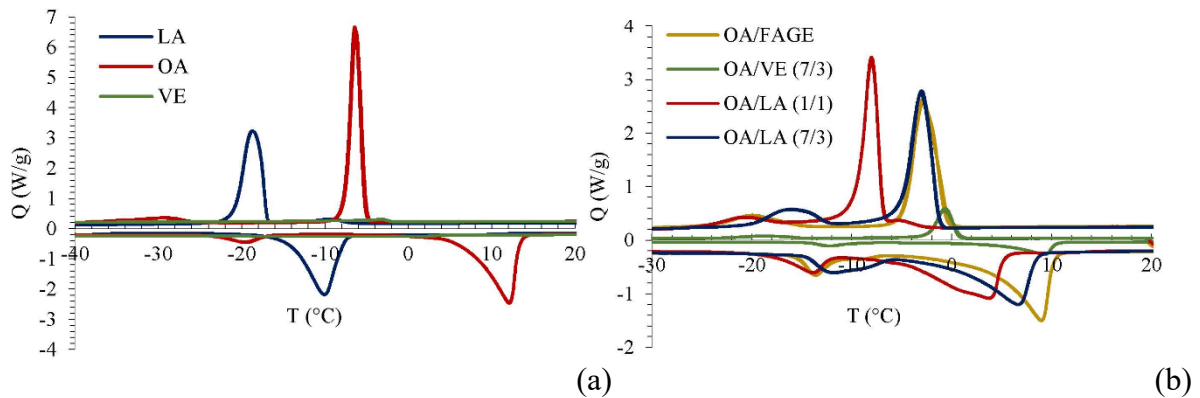 7
6
5
4
3
2
1
0
-1
-2
-3
-4
-40
-30
-20
-10
0
10
20
Q (W/g)
T (°C)
LA
OA
VE
(a)
4
3
2
1
0
-1
-2
-30
-20
-10
0
10
20
Q (W/g)
T (°C)
OA/FAGE
OA/VE (7/3)
OA/LA (1/1)
OA/LA (7/3)
(b)